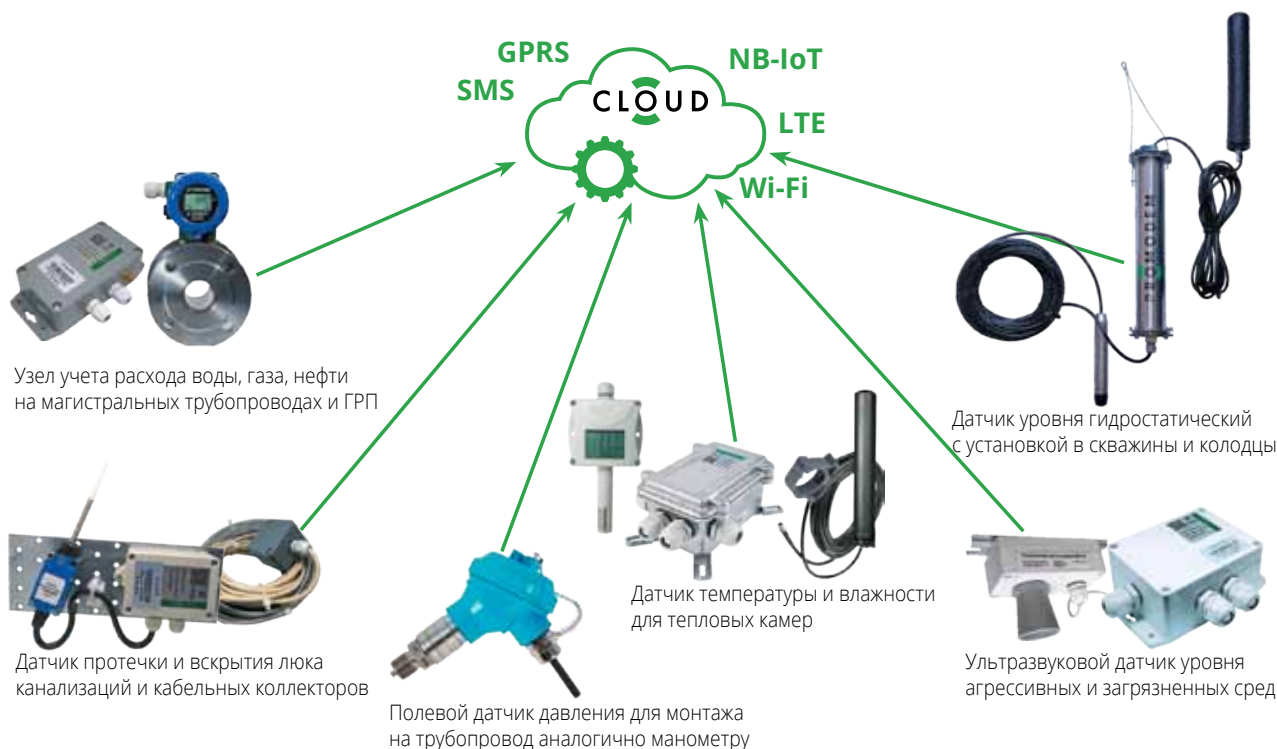 GPRS
NB-IoT
SMS
CLOUD
LTE
Wi-Fi
PROMODEM
Узел учета расхода воды, газа, нефти
на магистральных трубопроводах и ГРП
Датчик уровня гидростатический
с установкой в скважины и колодцы
Датчик температуры и влажности
для тепловых камер
Датчик протечки и вскрытия люка
канализаций и кабельных коллекторов
Ультразвуковой датчик уровня
агрессивных и загрязненных сред
Полевой датчик давления для монтажа
на трубопровод аналогично манометру